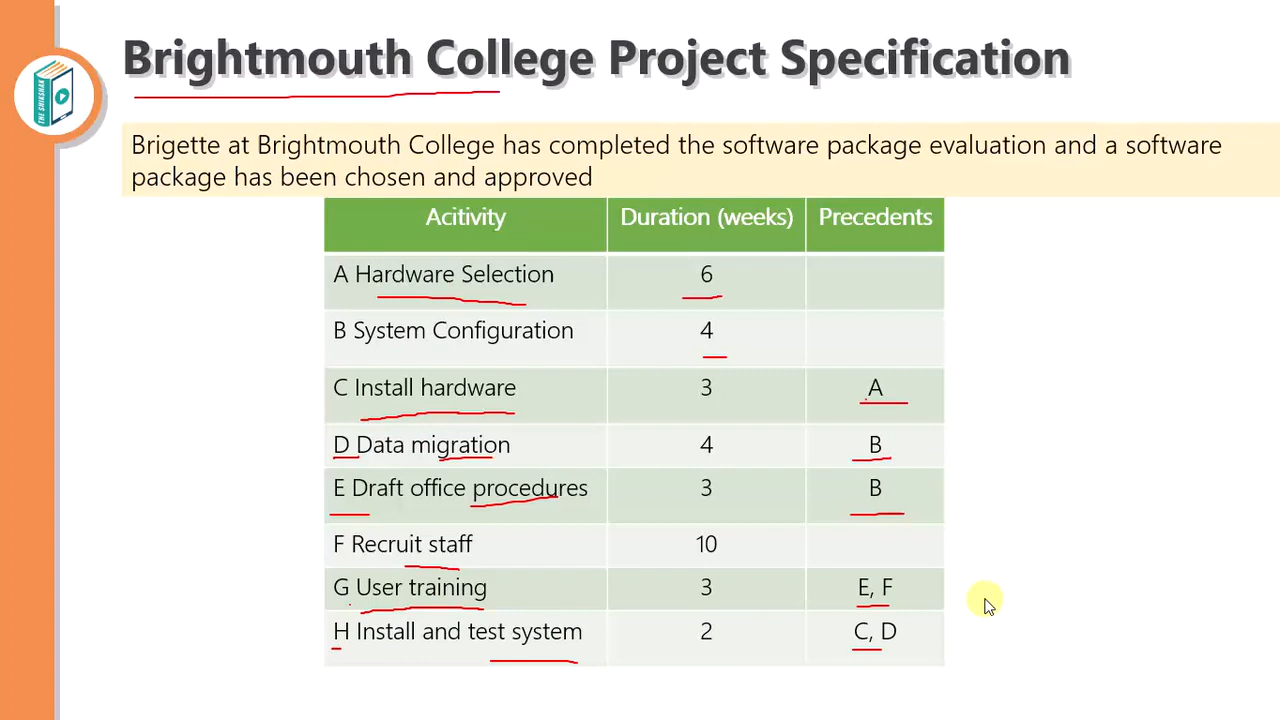 Brightmouth College Project Specification
THE SHIKSHAK
Brigette at Brightmouth College has completed the software package evaluation and a software
package has been chosen and approved
Acitivity Duration (weeks) Precedents
A Hardware Selection 6
B System Configuration 4
C Install hardware 3 A
D Data migration 4 B
E Draft office procedures 3 B
F Recruit staff 10
G User training 3 E, F
H Install and test system 2 C, D